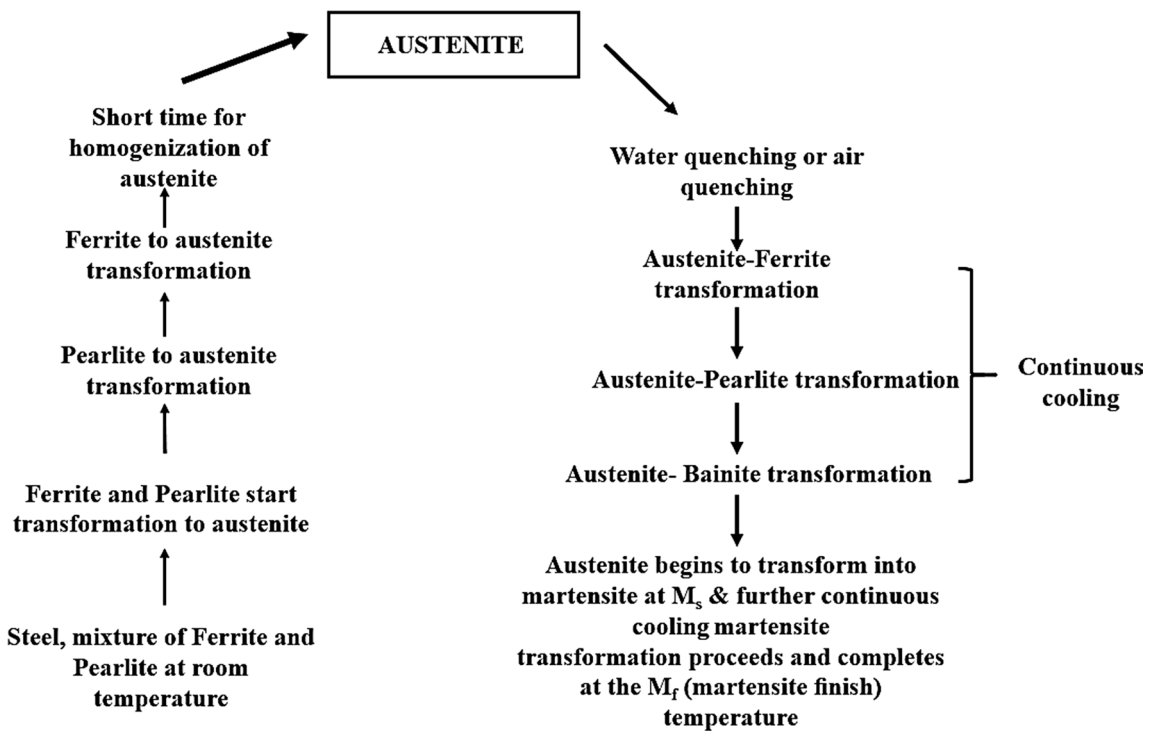 AUSTENITE
Short time for
homogenization of
austenite
Ferrite to austenite
transformation
Pearlite to austenite
transformation
Ferrite and Pearlite start
transformation to austenite
Steel, mixture of Ferrite and
Pearlite at room
temperature
Water quenching or air
quenching
Austenite-Ferrite
transformation
Austenite-Pearlite transformation
Austenite- Bainite transformation
Continuous
cooling
Austenite begins to transform into
martensite at Ms & further continuous
cooling martensite
transformation proceeds and completes
at the Mf (martensite finish)
temperature